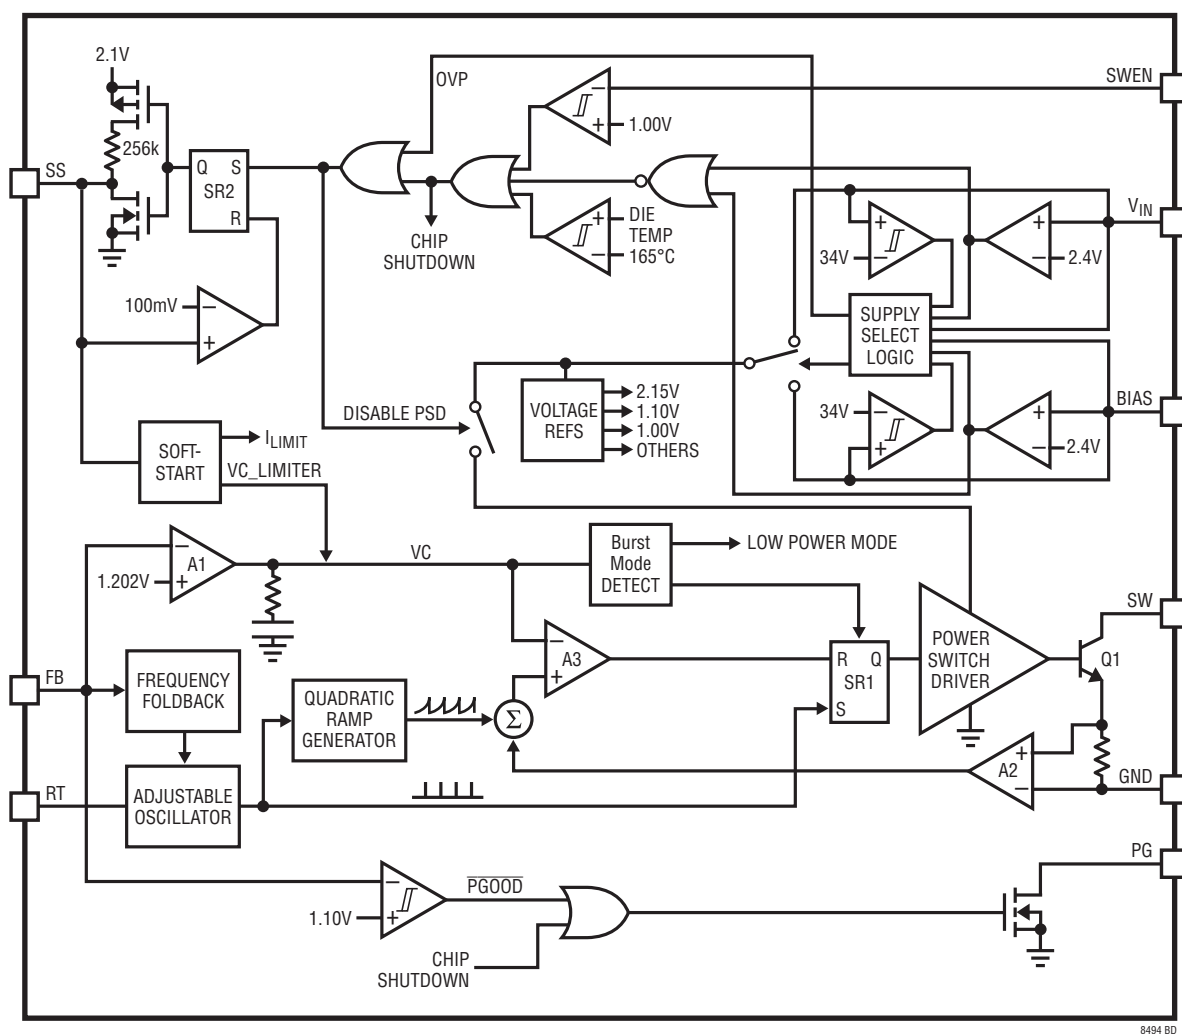 2.1V
OVP
SWEN
−
+
1.00V
256k
SS
Q
S
SR2
R
DIE
TEMP
165°C
+
−
CHIP
SHUTDOWN
VIN
+
34V
−
+
−
2.4V
100mV
−
+
SUPPLY
SELECT
LOGIC
DISABLE PSD
VOLTAGE
REFS
2.15V
1.10V
1.00V
OTHERS
34V
−
+
+
−
2.4V
BIAS
SOFT-
START
ILIMIT
VC_LIMITER
A1
−
+
1.202V
VC
Burst
Mode
DETECT
LOW POWER MODE
SW
FB
FREQUENCY
FOLDBACK
QUADRATIC
RAMP
GENERATOR
Σ
−
+
A3
R
Q
SR1
S
POWER
SWITCH
DRIVER
Q1
RT
ADJUSTABLE
OSCILLATOR
A2
+
−
GND
PG
−
+
1.10V
PGOOD
CHIP
SHUTDOWN
8494 BD